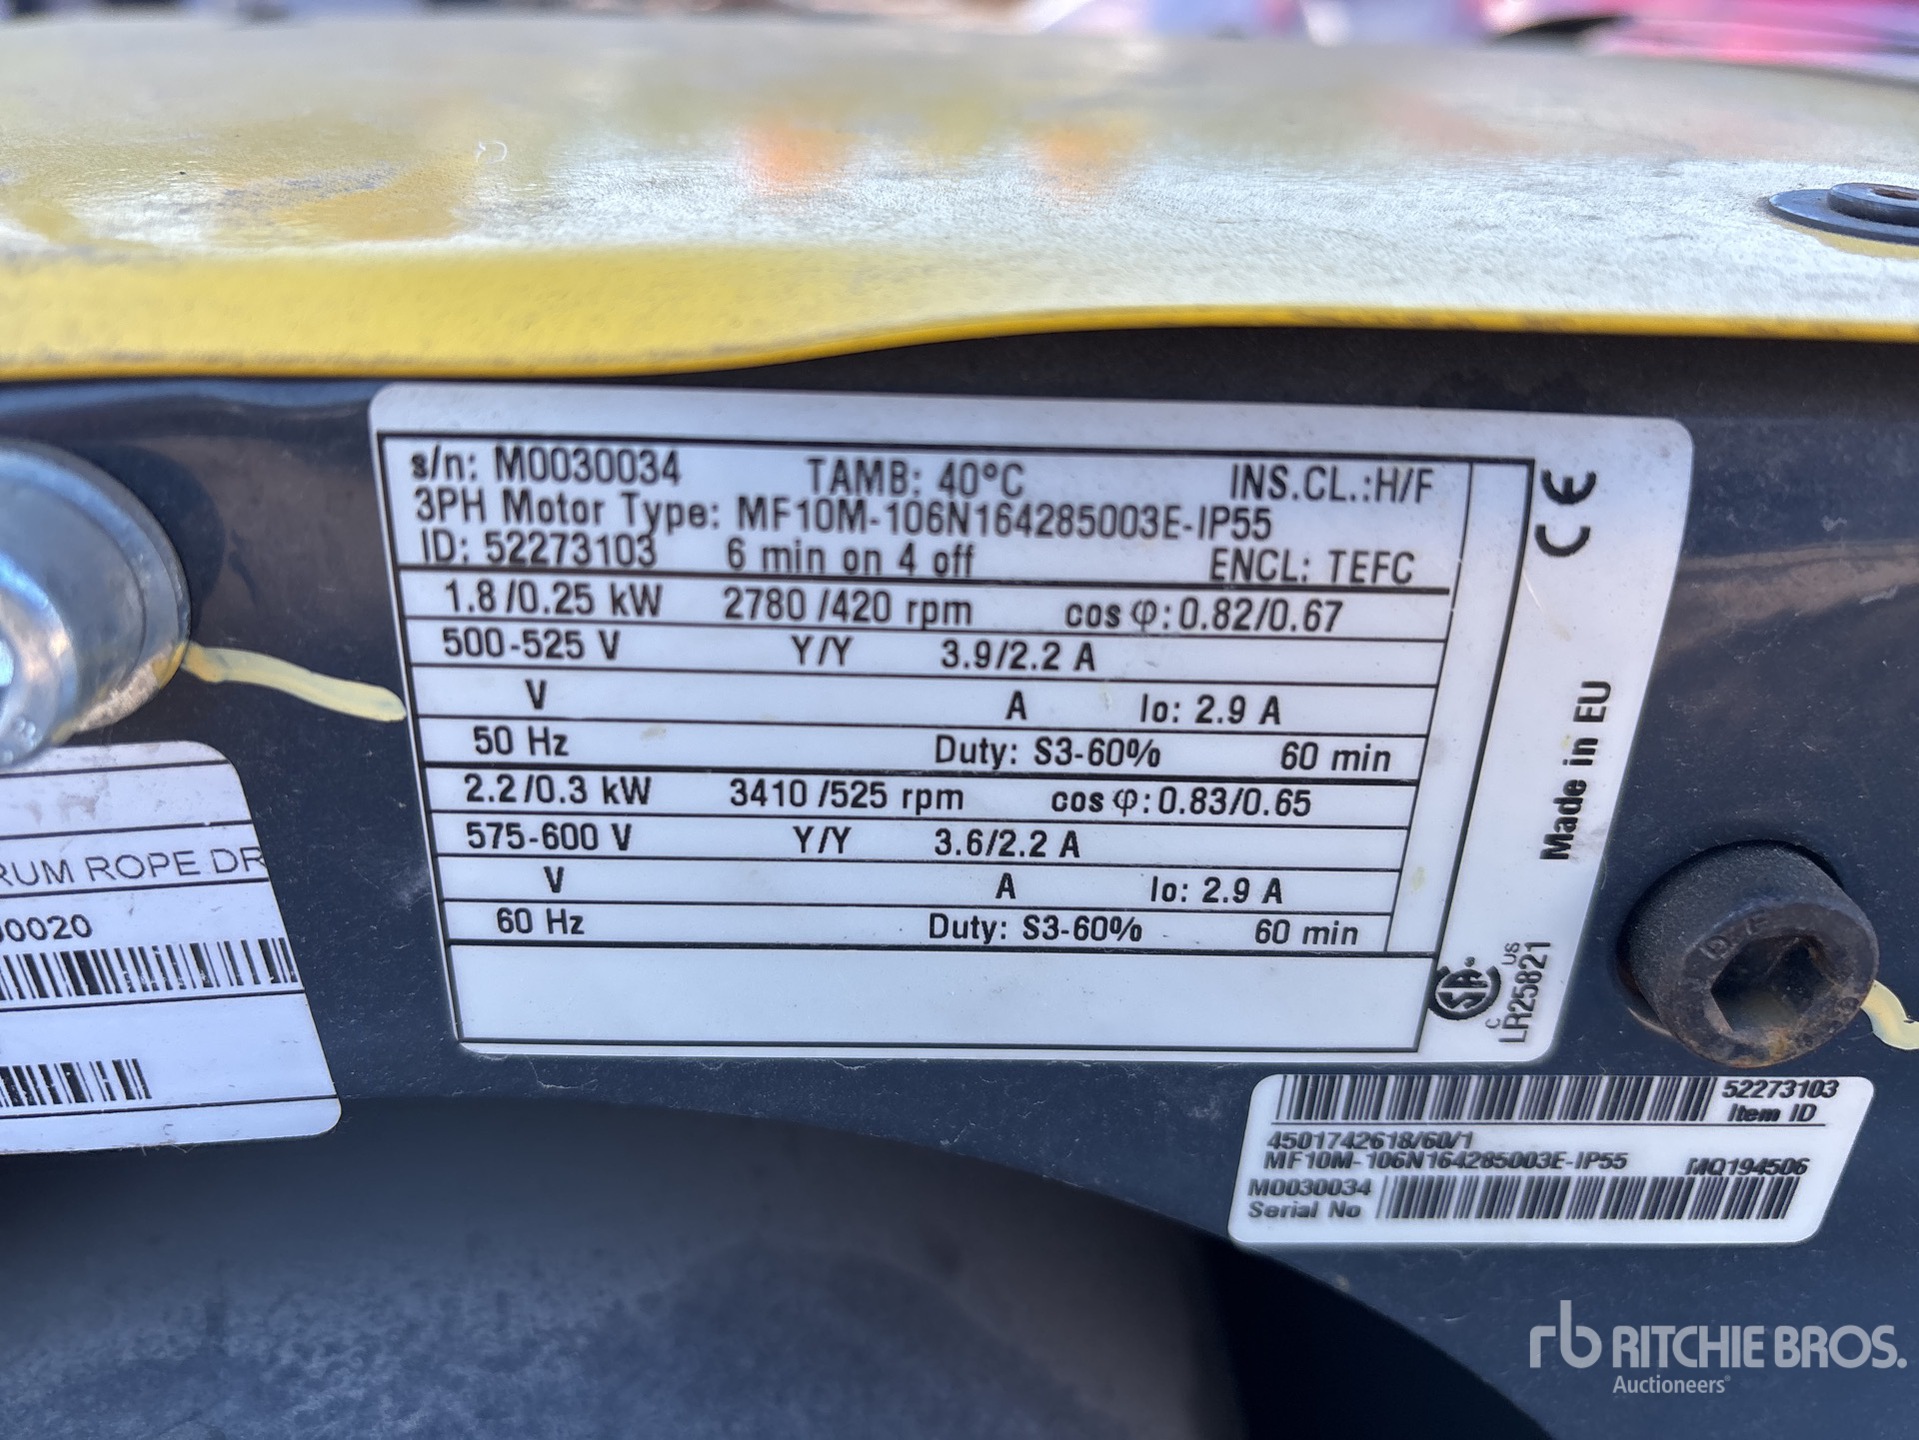 s/n: M0030034 TAMB: 40°C INS.CL.:H/F
3PH Motor Type: MF10M-106N164285003E-IP55
ID: 52273103 6 min on 4 off ENCL: TEFC
1.8/0.25 kW 2780/420 rpm cos φ: 0.82/0.67
500-525 V Y/Y 3.9/2.2 A
V A Io: 2.9 A
50 Hz Duty: S3-60% 60 min
2.2/0.3 kW 3410/525 rpm cos φ: 0.83/0.65
575-600 V Y/Y 3.6/2.2 A
V A Io: 2.9 A
60 Hz Duty: S3-60% 60 min
CE
Made in EU
C US
LR25821
RUM ROPE DR
00020
52273103
Item ID
4501742618/60/1
MF10M-106N164285003E-IP55 MQ194506
M0030034
Serial No
rb RITCHIE BROS.
Auctioneers